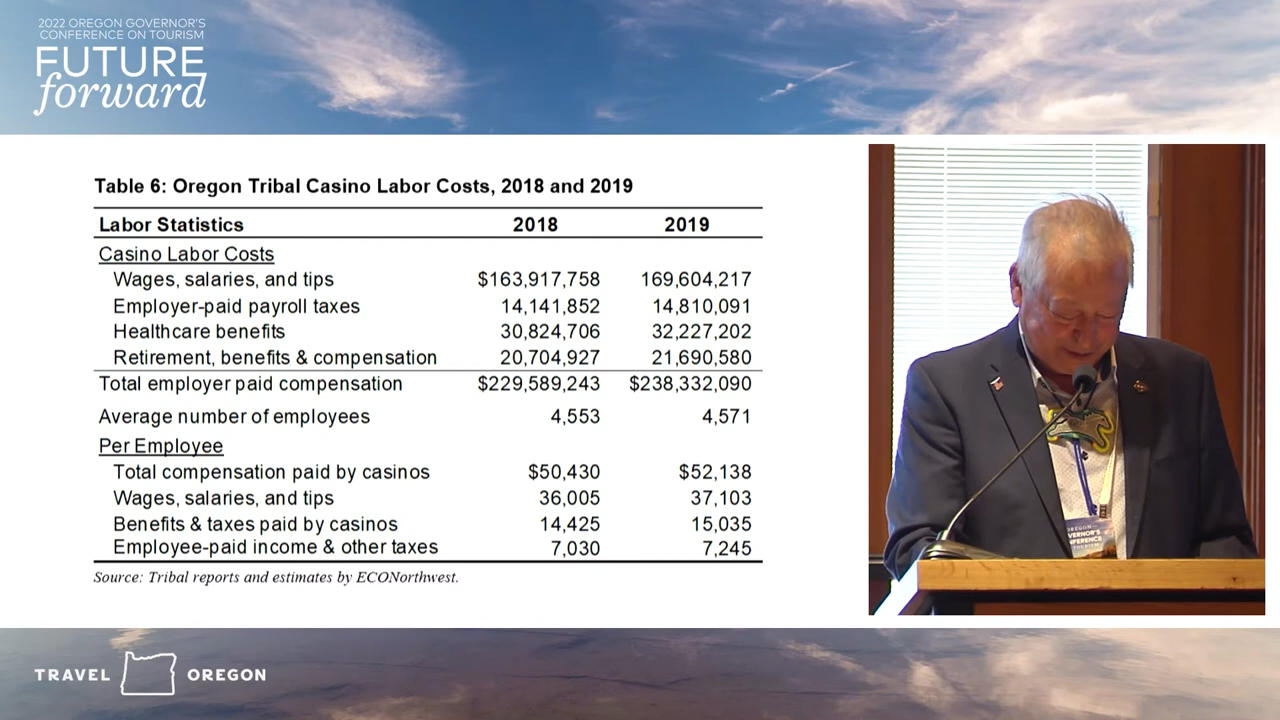 2022 OREGON GOVERNOR'S
CONFERENCE ON TOURISM
FUTURE
forward
Table 6: Oregon Tribal Casino Labor Costs, 2018 and 2019
Labor Statistics 2018 2019
Casino Labor Costs
Wages, salaries, and tips $163,917,758 169,604,217
Employer-paid payroll taxes 14,141,852 14,810,091
Healthcare benefits 30,824,706 32,227,202
Retirement, benefits & compensation 20,704,927 21,690,580
Total employer paid compensation $229,589,243 $238,332,090
Average number of employees 4,553 4,571
Per Employee
Total compensation paid by casinos $50,430 $52,138
Wages, salaries, and tips 36,005 37,103
Benefits & taxes paid by casinos 14,425 15,035
Employee-paid income & other taxes 7,030 7,245
Source: Tribal reports and estimates by ECONorthwest.
OREGON
TRAVEL OREGON